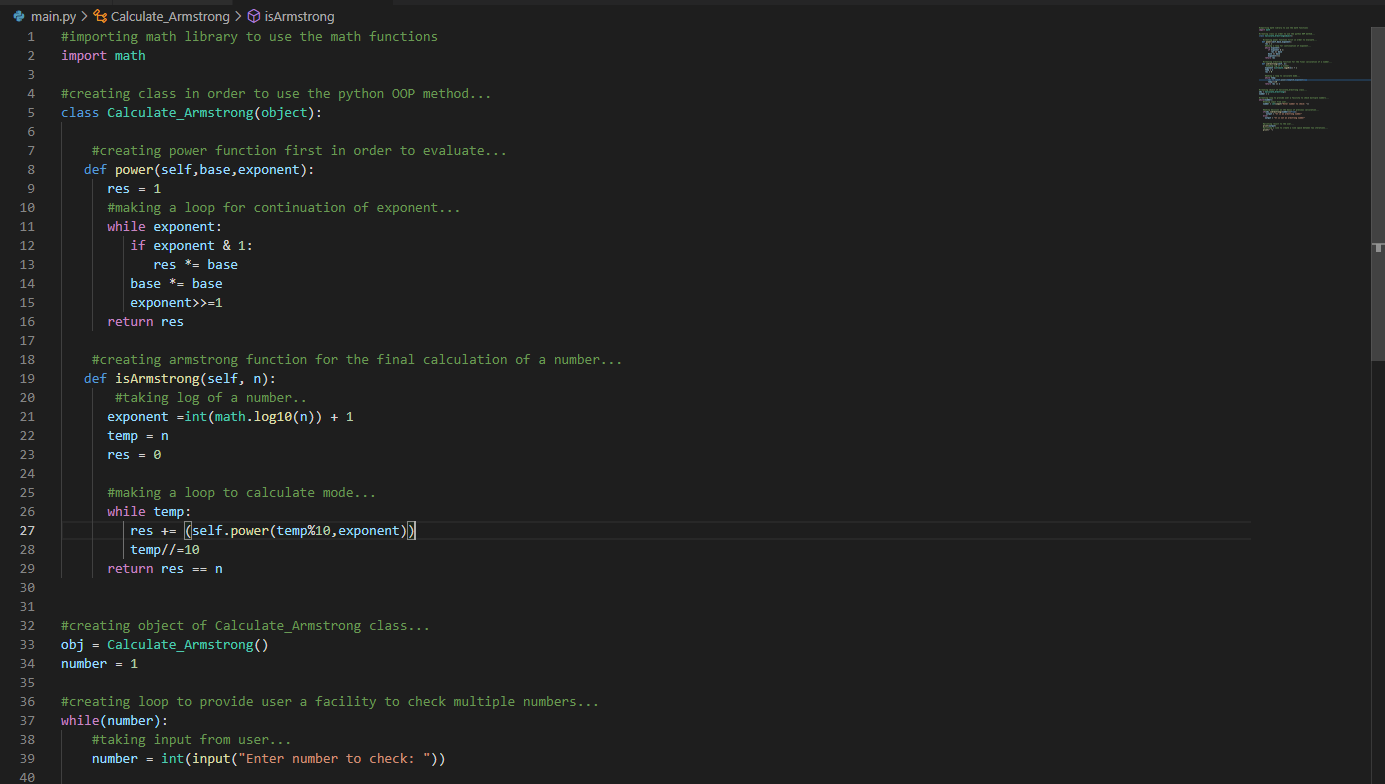 main.py > Calculate_Armstrong > isArmstrong
1 #importing math library to use the math functions
2 import math
3
4 #creating class in order to use the python OOP method...
5 class Calculate_Armstrong(object):
6
7 #creating power function first in order to evaluate...
8 def power(self,base,exponent):
9 res = 1
10 #making a loop for continuation of exponent...
11 while exponent:
12 if exponent & 1:
13 res *= base
14 base *= base
15 exponent>>=1
16 return res
17
18 #creating armstrong function for the final calculation of a number...
19 def isArmstrong(self, n):
20 #taking log of a number..
21 exponent =int(math.log10(n)) + 1
22 temp = n
23 res = 0
24
25 #making a loop to calculate mode...
26 while temp:
27 res += (self.power(temp%10,exponent))
28 temp//=10
29 return res == n
30
31
32 #creating object of Calculate_Armstrong class...
33 obj = Calculate_Armstrong()
34 number = 1
35
36 #creating loop to provide user a facility to check multiple numbers...
37 while(number):
38 #taking input from user...
39 number = int(input("Enter number to check: "))
40